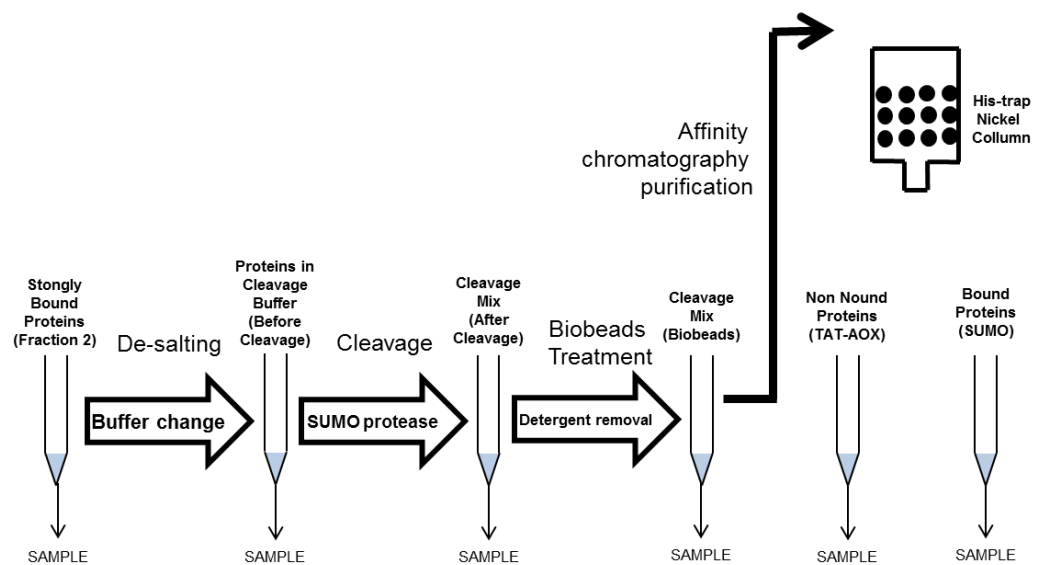 Affinity
chromatography
purification
His-trap
Nickel
Collumn
Stongly
Bound
Proteins
(Fraction 2)
De-salting
Buffer change
Proteins in
Cleavage
Buffer
(Before
Cleavage)
Cleavage
SUMO protease
Cleavage
Mix
(After
Cleavage)
Biobeads
Treatment
Detergent removal
Cleavage
Mix
(Biobeads)
Non Nound
Proteins
(TAT-AOX)
Bound
Proteins
(SUMO)
SAMPLE
SAMPLE
SAMPLE
SAMPLE
SAMPLE
SAMPLE